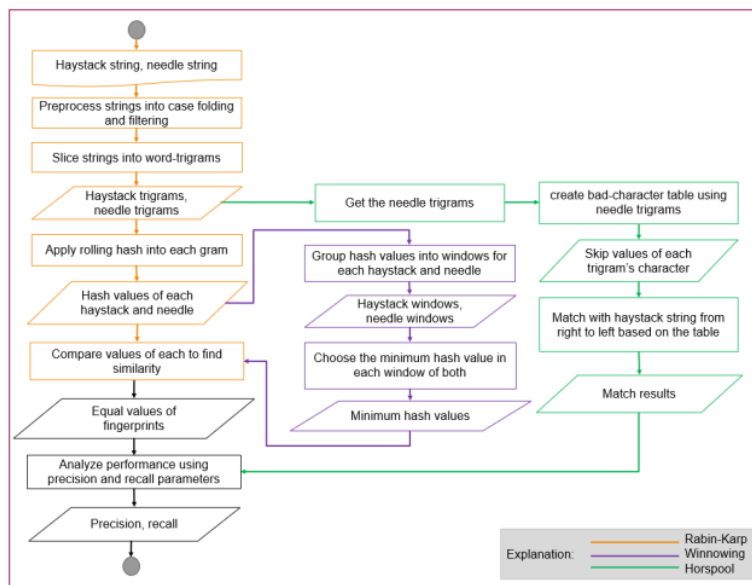 Haystack string, needle string
Preprocess strings into case folding
and filtering
Slice strings into word-trigrams
Haystack trigrams,
needle trigrams
Apply rolling hash into each gram
Hash values of each
haystack and needle
Compare values of each to find
similarity
Equal values of
fingerprints
Analyze performance using
precision and recall parameters
Precision, recall
Get the needle trigrams
Group hash values into windows for
each haystack and needle
Haystack windows,
needle windows
Choose the minimum hash value in
each window of both
Minimum hash values
create bad-character table using
needle trigrams
Skip values of each
trigram's character
Match with haystack string from
right to left based on the table
Match results
Explanation:
Rabin-Karp
Winnowing
Horspool